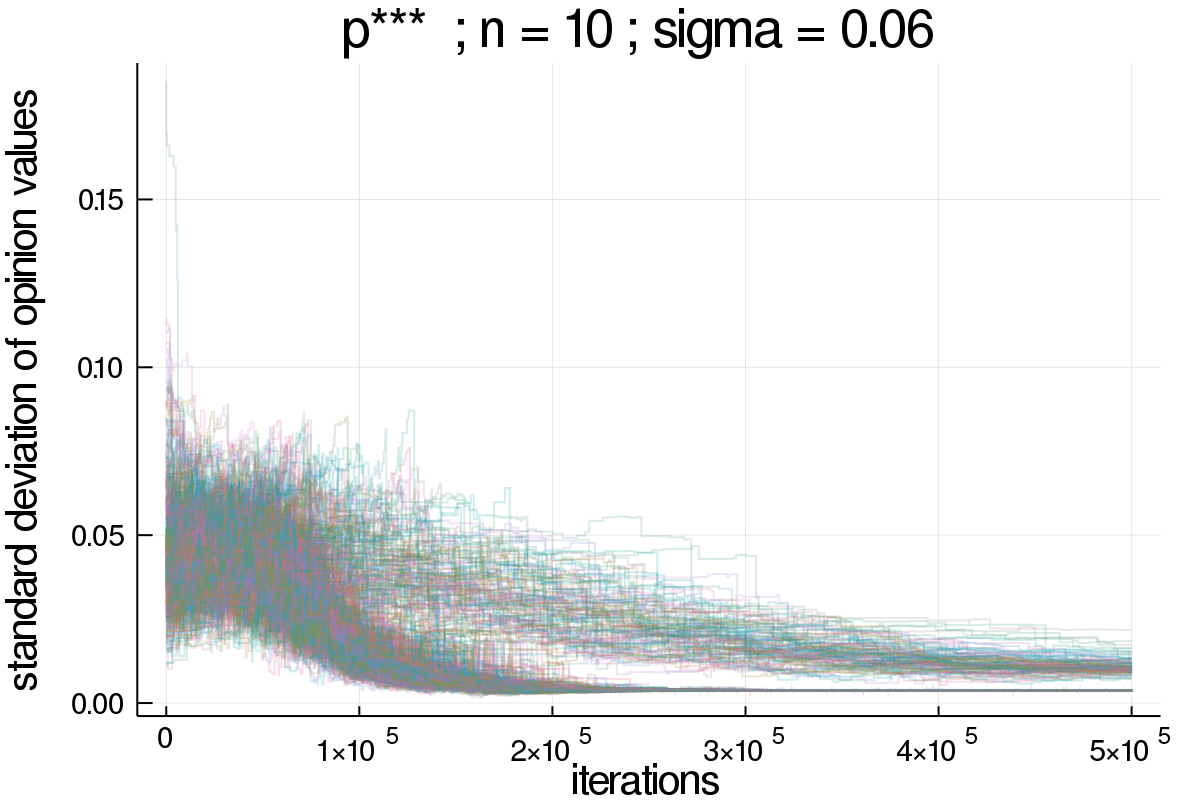 p*** ; n = 10 ; sigma = 0.06
standard deviation of opinion values
0.15
0.10
0.05
0.00
0 1×10 5 2×10 5 3×10 5 4×10 5 5×10 5
iterations